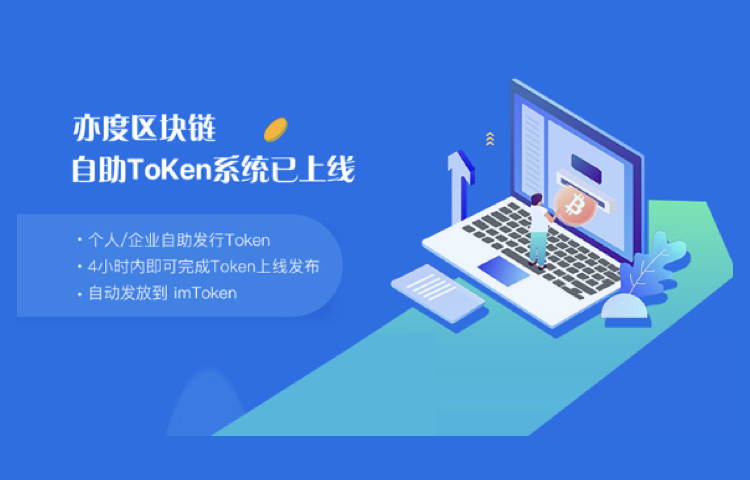 亦度区块链
自助ToKen系统已上线
· 个人/企业自助发行Token
· 4小时内即可完成Token上线发布
· 自动发放到 imToken